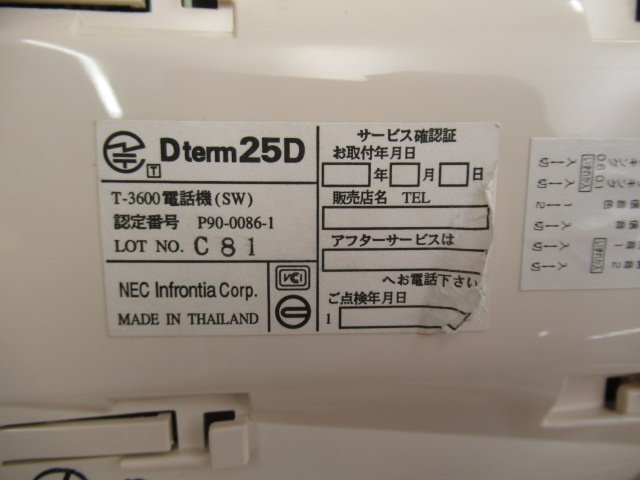 T
Dterm25D
T-3600電話機(SW)
認定番号 P90-0086-1
LOT NO. C81
NEC Infrontia Corp.
MADE IN THAILAND
NCI
サービス確認証
お取付年月日
年 月 日
販売店名 TEL
アフターサービスは
へお電話下さい
ご点検年月日
1